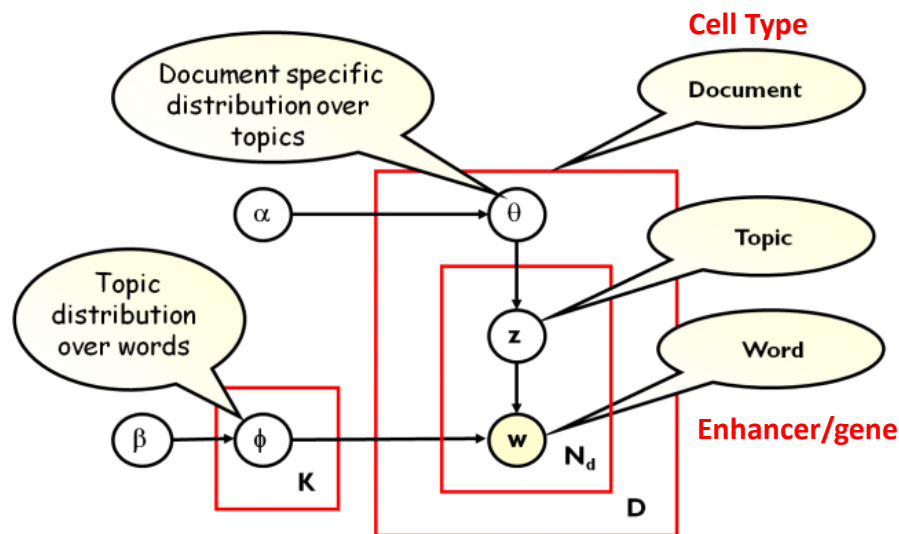 Cell Type
Document specific
distribution over
topics
Document
α
θ
Topic
distribution
over words
Topic
z
Word
β
ϕ
w
Enhancer/gene
N_d
K
D